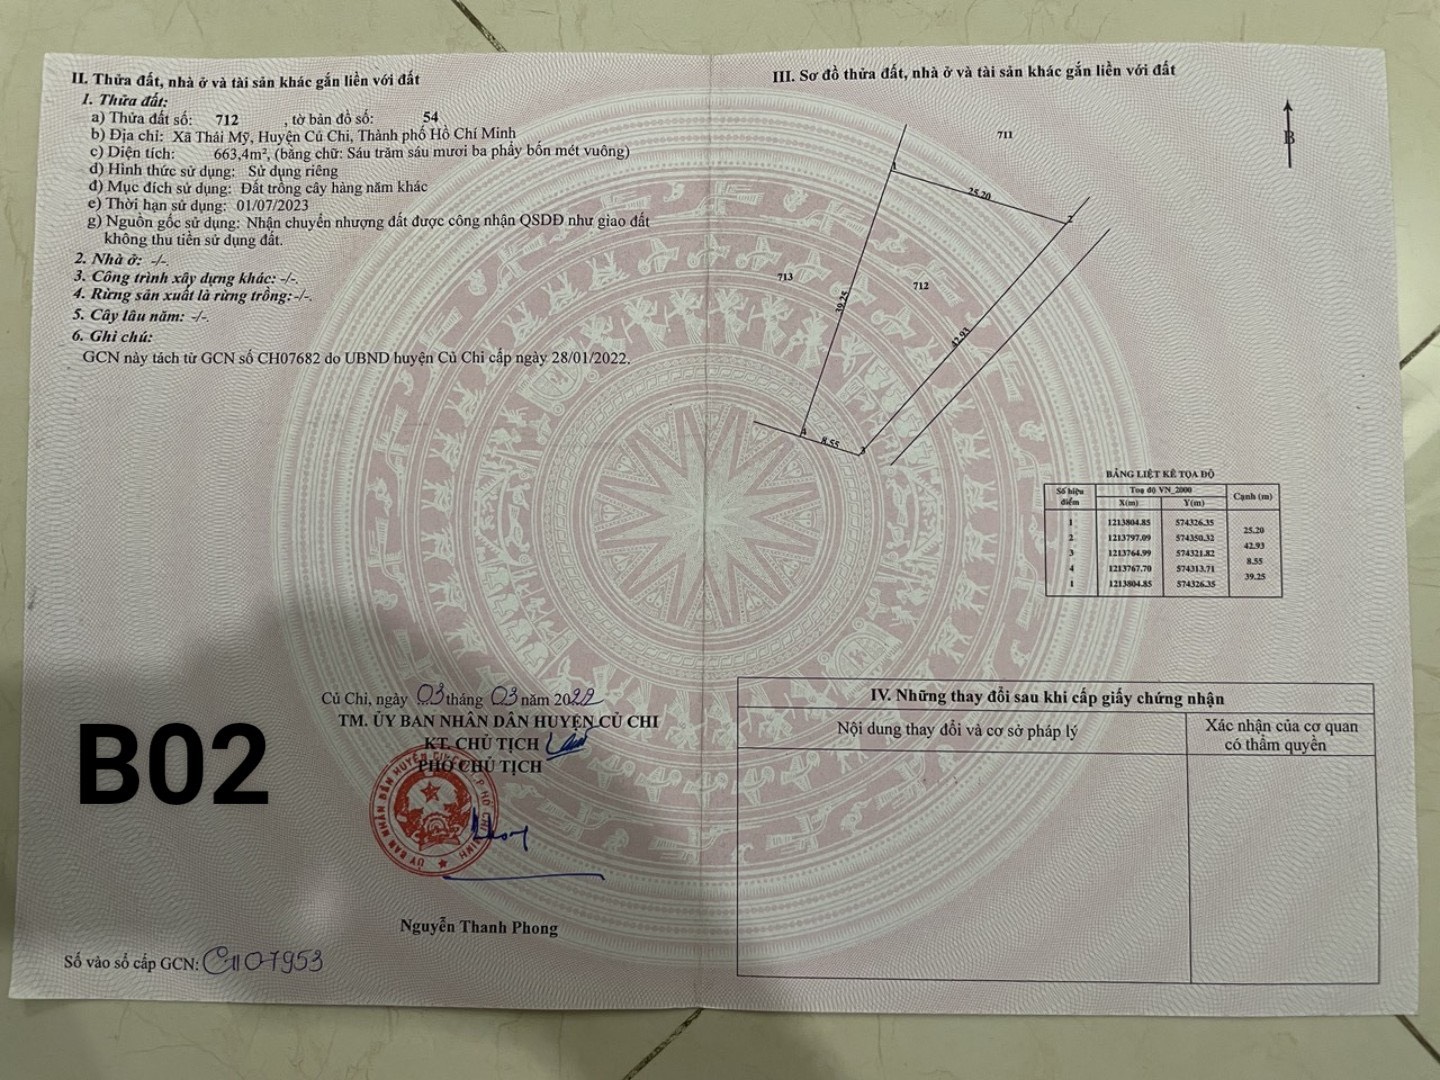 II. Thửa đất, nhà ở và tài sản khác gắn liền với đất
1. Thửa đất:
a) Thửa đất số: 712 , tờ bản đồ số: 54
b) Địa chỉ: Xã Thái Mỹ, Huyện Củ Chi, Thành phố Hồ Chí Minh
c) Diện tích: 663,4m², (bằng chữ: Sáu trăm sáu mươi ba phẩy bốn mét vuông)
d) Hình thức sử dụng: Sử dụng riêng
đ) Mục đích sử dụng: Đất trồng cây hàng năm khác
e) Thời hạn sử dụng: 01/07/2023
g) Nguồn gốc sử dụng: Nhận chuyển nhượng đất được công nhận QSDĐ như giao đất
không thu tiền sử dụng đất.
2. Nhà ở: -/-.
3. Công trình xây dựng khác: -/-.
4. Rừng sản xuất là rừng trồng:-/-.
5. Cây lâu năm: -/-.
6. Ghi chú:
GCN này tách từ GCN số CH07682 do UBND huyện Củ Chi cấp ngày 28/01/2022.
Củ Chi, ngày 03 tháng 03 năm 2022
TM. ỦY BAN NHÂN DÂN HUYỆN CỦ CHI
KT. CHỦ TỊCH
PHÓ CHỦ TỊCH
B02
Nguyễn Thanh Phong
Số vào sổ cấp GCN: CH07953
III. Sơ đồ thửa đất, nhà ở và tài sản khác gắn liền với đất
711
B
1
25.20
2
713
712
39.25
42.93
4
8.55
3
BẢNG LIỆT KÊ TỌA ĐỘ
Số hiệu điểm Toạ độ VN_2000 Cạnh (m)
X(m) Y(m)
1 1213804.85 574326.35
25.20
2 1213797.09 574350.32
42.93
3 1213764.99 574321.82
8.55
4 1213767.70 574313.71
39.25
1 1213804.85 574326.35
IV. Những thay đổi sau khi cấp giấy chứng nhận
Nội dung thay đổi và cơ sở pháp lý
Xác nhận của cơ quan
có thẩm quyền